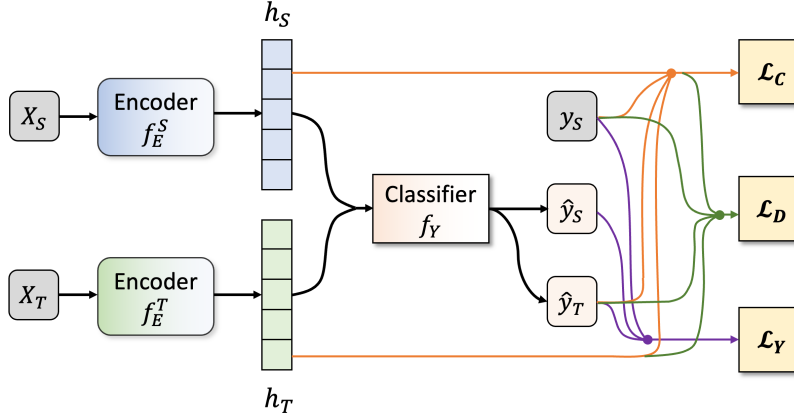 h_S
X_S
Encoder
f_E^S
y_S
ℒ_C
Classifier
f_Y
ŷ_S
ℒ_D
X_T
Encoder
f_E^T
ŷ_T
ℒ_Y
h_T